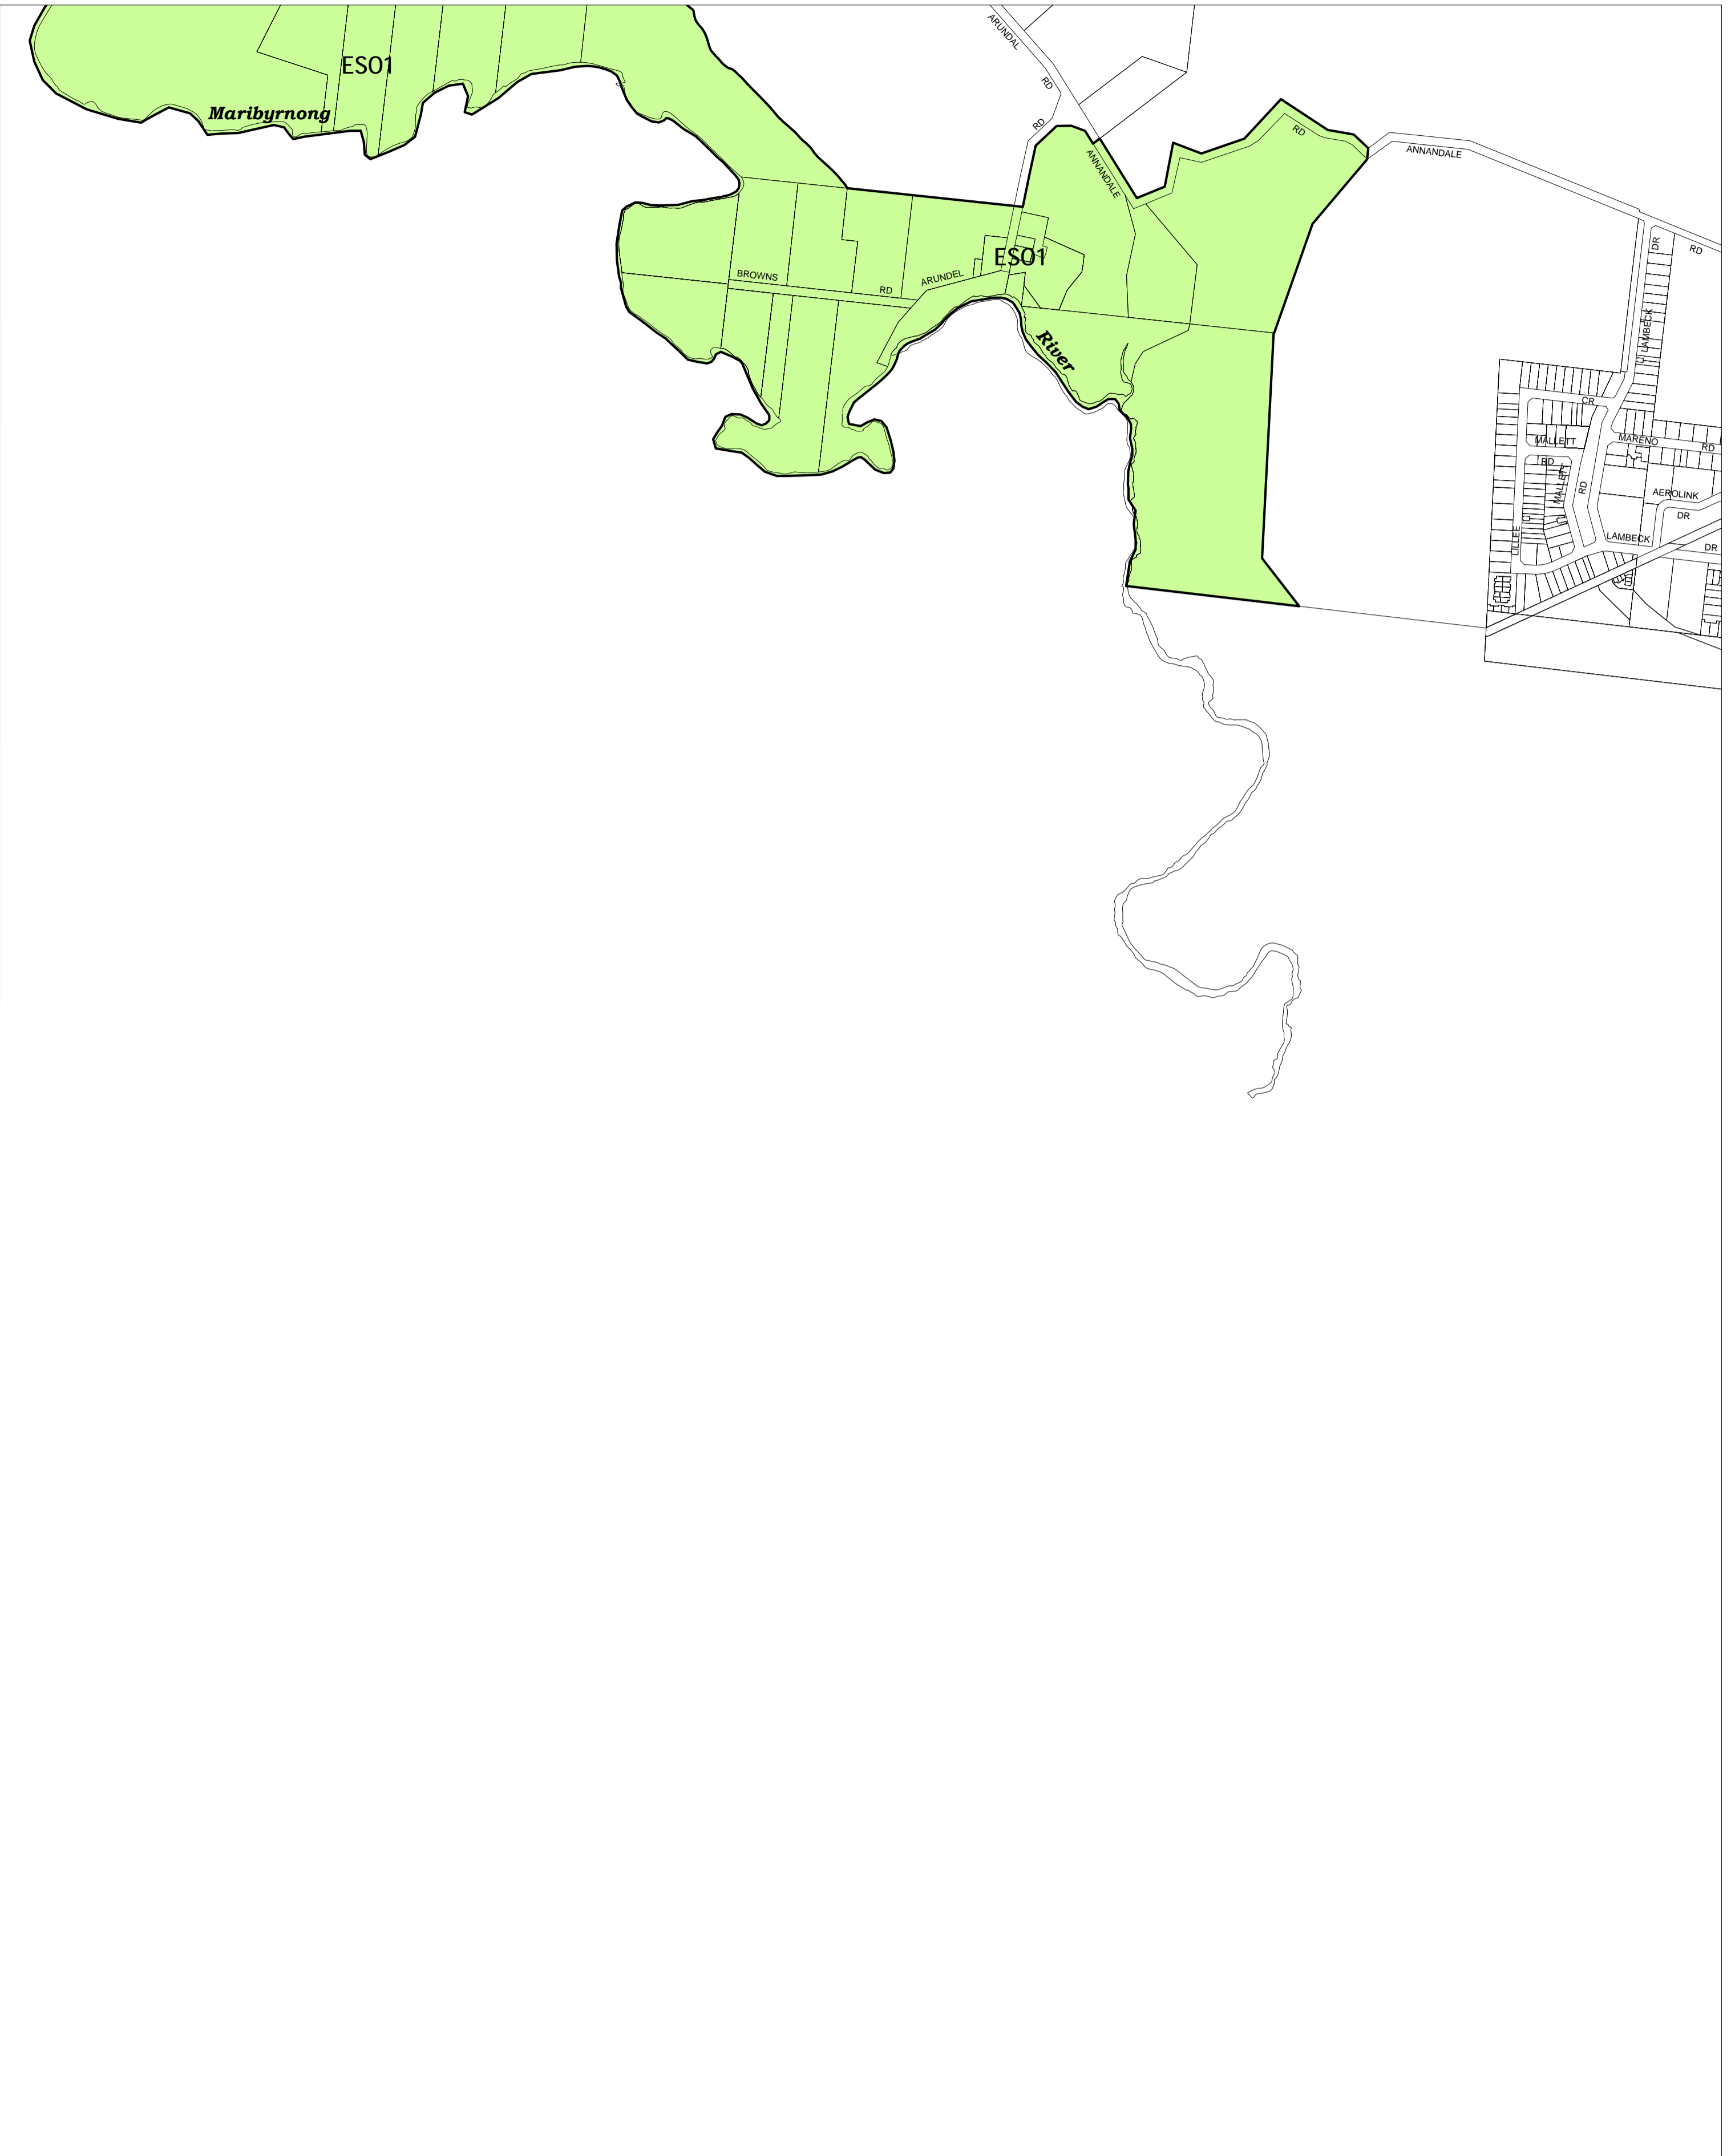 ARUNDAL
RD
RD
ESO1
Maribyrnong
RD
ANNANDALE
ANNANDALE
DR
RD
ESO1
BROWNS
RD
ARUNDEL
River
LAMBECK
CR
MALLETT
MARENO
RD
RD
MALLETT
RD
AEROLINK
DR
LILLEE
LAMBECK
DR